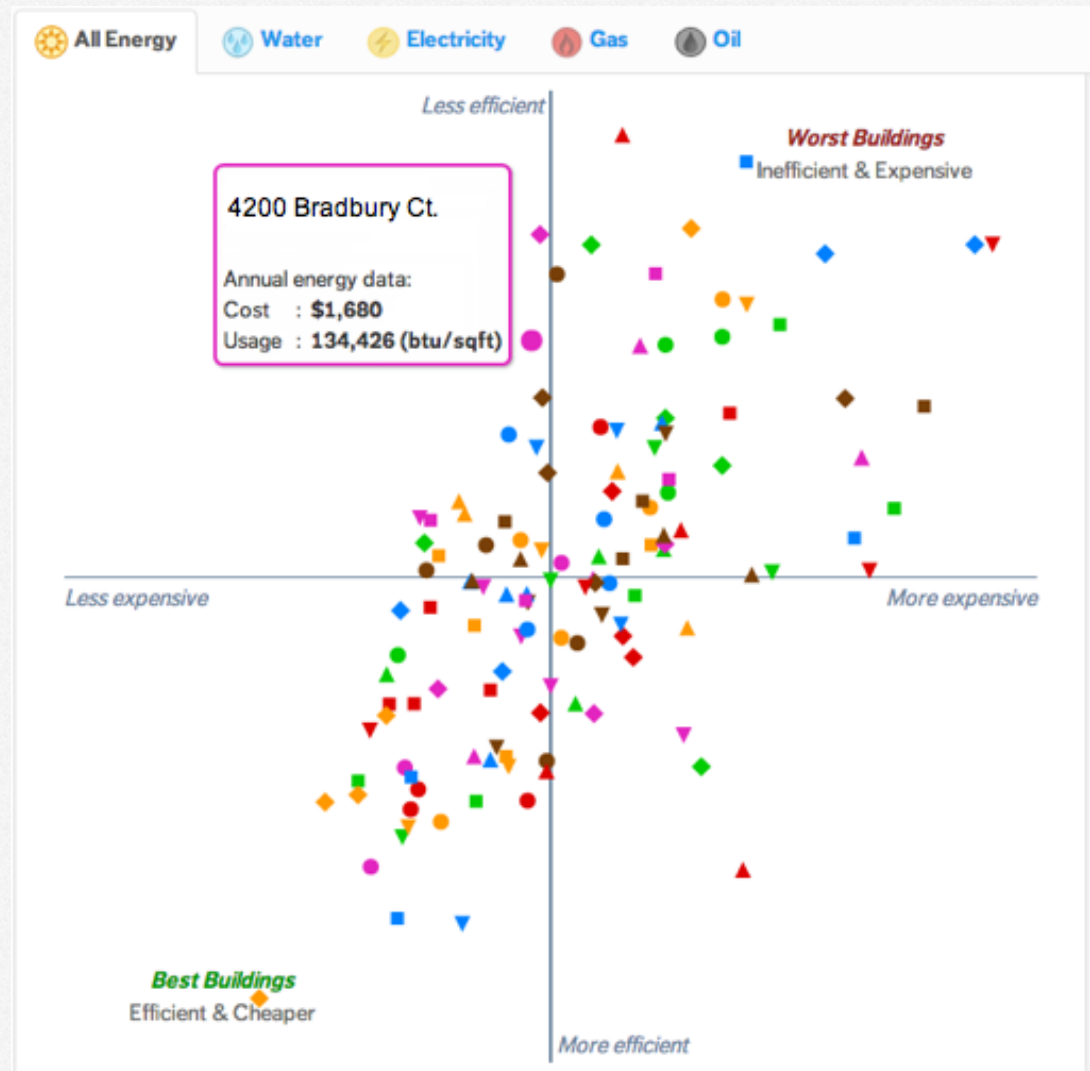 All Energy Water Electricity Gas Oil
Less efficient
Worst Buildings
Inefficient & Expensive
4200 Bradbury Ct.
Annual energy data:
Cost : $1,680
Usage : 134,426 (btu/sqft)
Less expensive
More expensive
Best Buildings
Efficient & Cheaper
More efficient